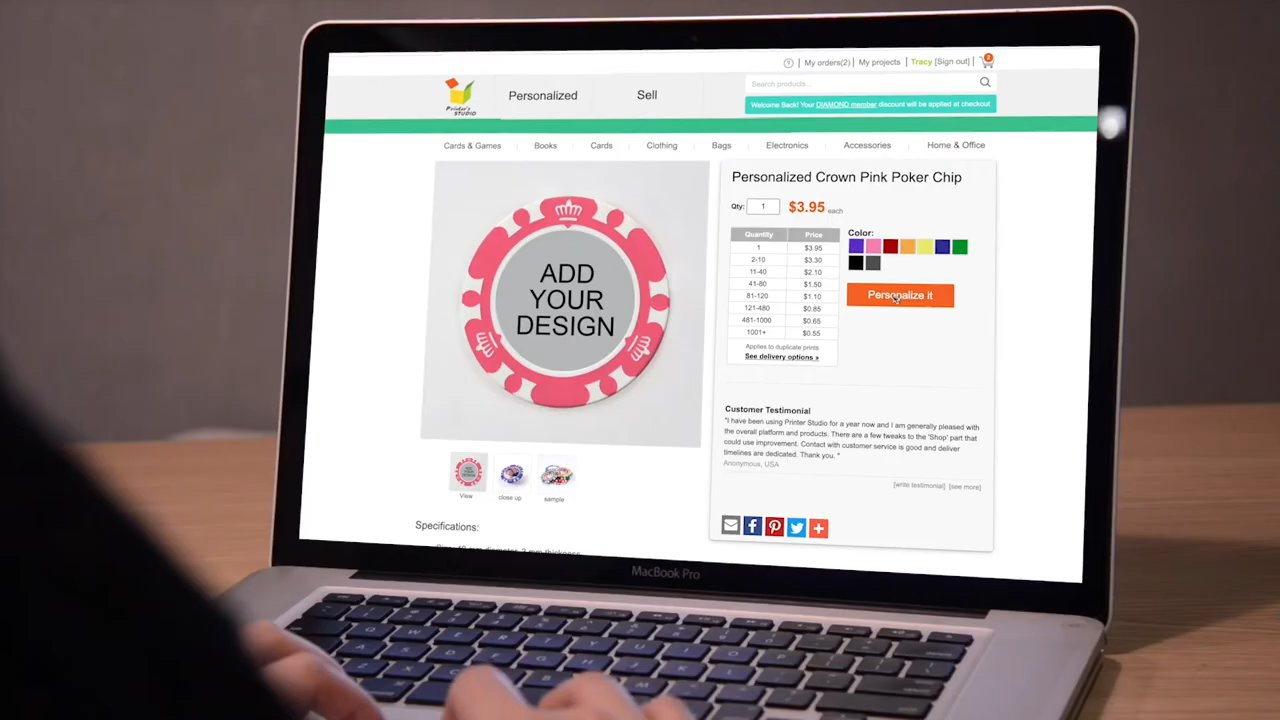 My orders(2) | My projects | Tracy [Sign out] | 2
Printer's STUDIO
Personalized
Sell
Search products...
Welcome Back! Your DIAMOND member discount will be applied at checkout
Cards & Games | Books | Cards | Clothing | Bags | Electronics | Accessories | Home & Office
ADD
YOUR
DESIGN
View
close up
sample
Specifications:
Personalized Crown Pink Poker Chip
Qty: 1 $3.95 each
Quantity Price
1 $3.95
2-10 $3.30
11-40 $2.10
41-80 $1.50
81-120 $1.10
121-480 $0.85
481-1000 $0.65
1001+ $0.55
Applies to duplicate prints
See delivery options »
Color:
Personalize it
Customer Testimonial
"I have been using Printer Studio for a year now and I am generally pleased with
the overall platform and products. There are a few tweaks to the 'Shop' part that
could use improvement. Contact with customer service is good and deliver
timelines are dedicated. Thank you. "
Anonymous, USA
[write testimonial] [see more]
MacBook Pro